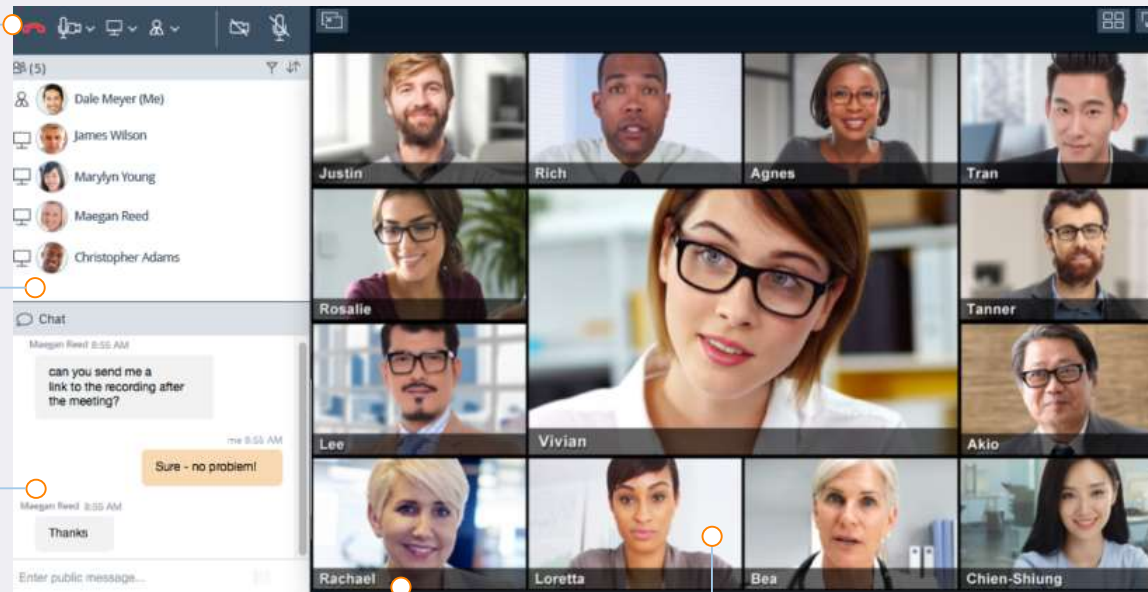 (5)
Dale Meyer (Me)
James Wilson
Marylyn Young
Maegan Reed
Christopher Adams
Chat
Maegan Reed 8:55 AM
can you send me a
link to the recording after
the meeting?
me 8:55 AM
Sure - no problem!
Maegan Reed 8:55 AM
Thanks
Enter public message...
Justin
Rich
Agnes
Tran
Rosalie
Tanner
Lee
Vivian
Akio
Rachael
Loretta
Bea
Chien-Shiung